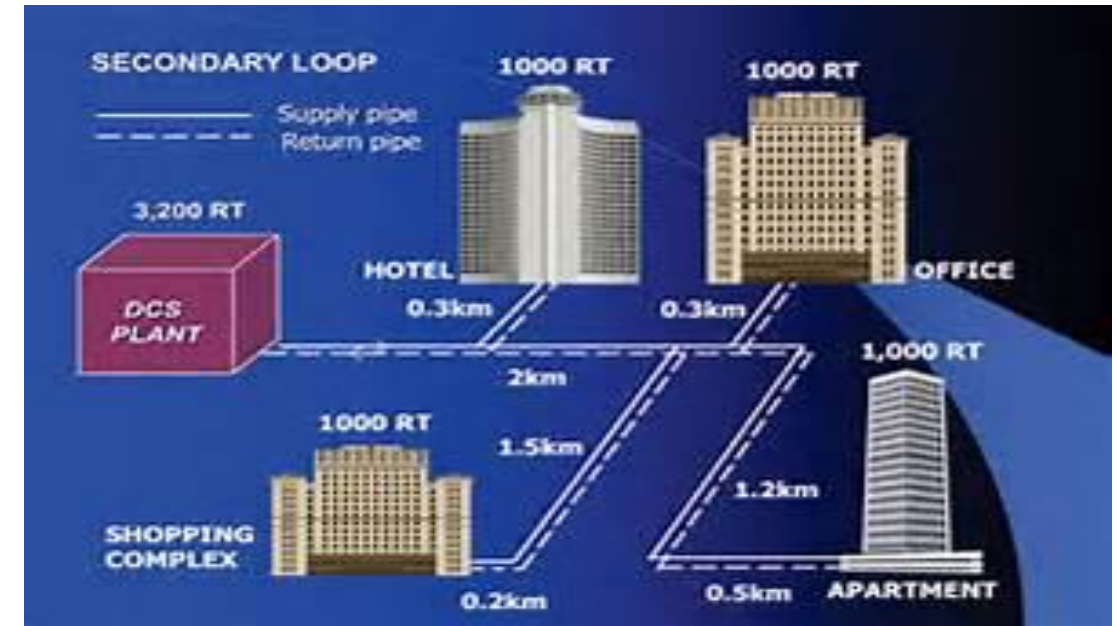 SECONDARY LOOP
Supply pipe
Return pipe
1000 RT
1000 RT
3,200 RT
DCS
PLANT
HOTEL
OFFICE
0.3km
0.3km
2km
1,000 RT
1000 RT
1.5km
1.2km
SHOPPING
COMPLEX
APARTMENT
0.2km
0.5km